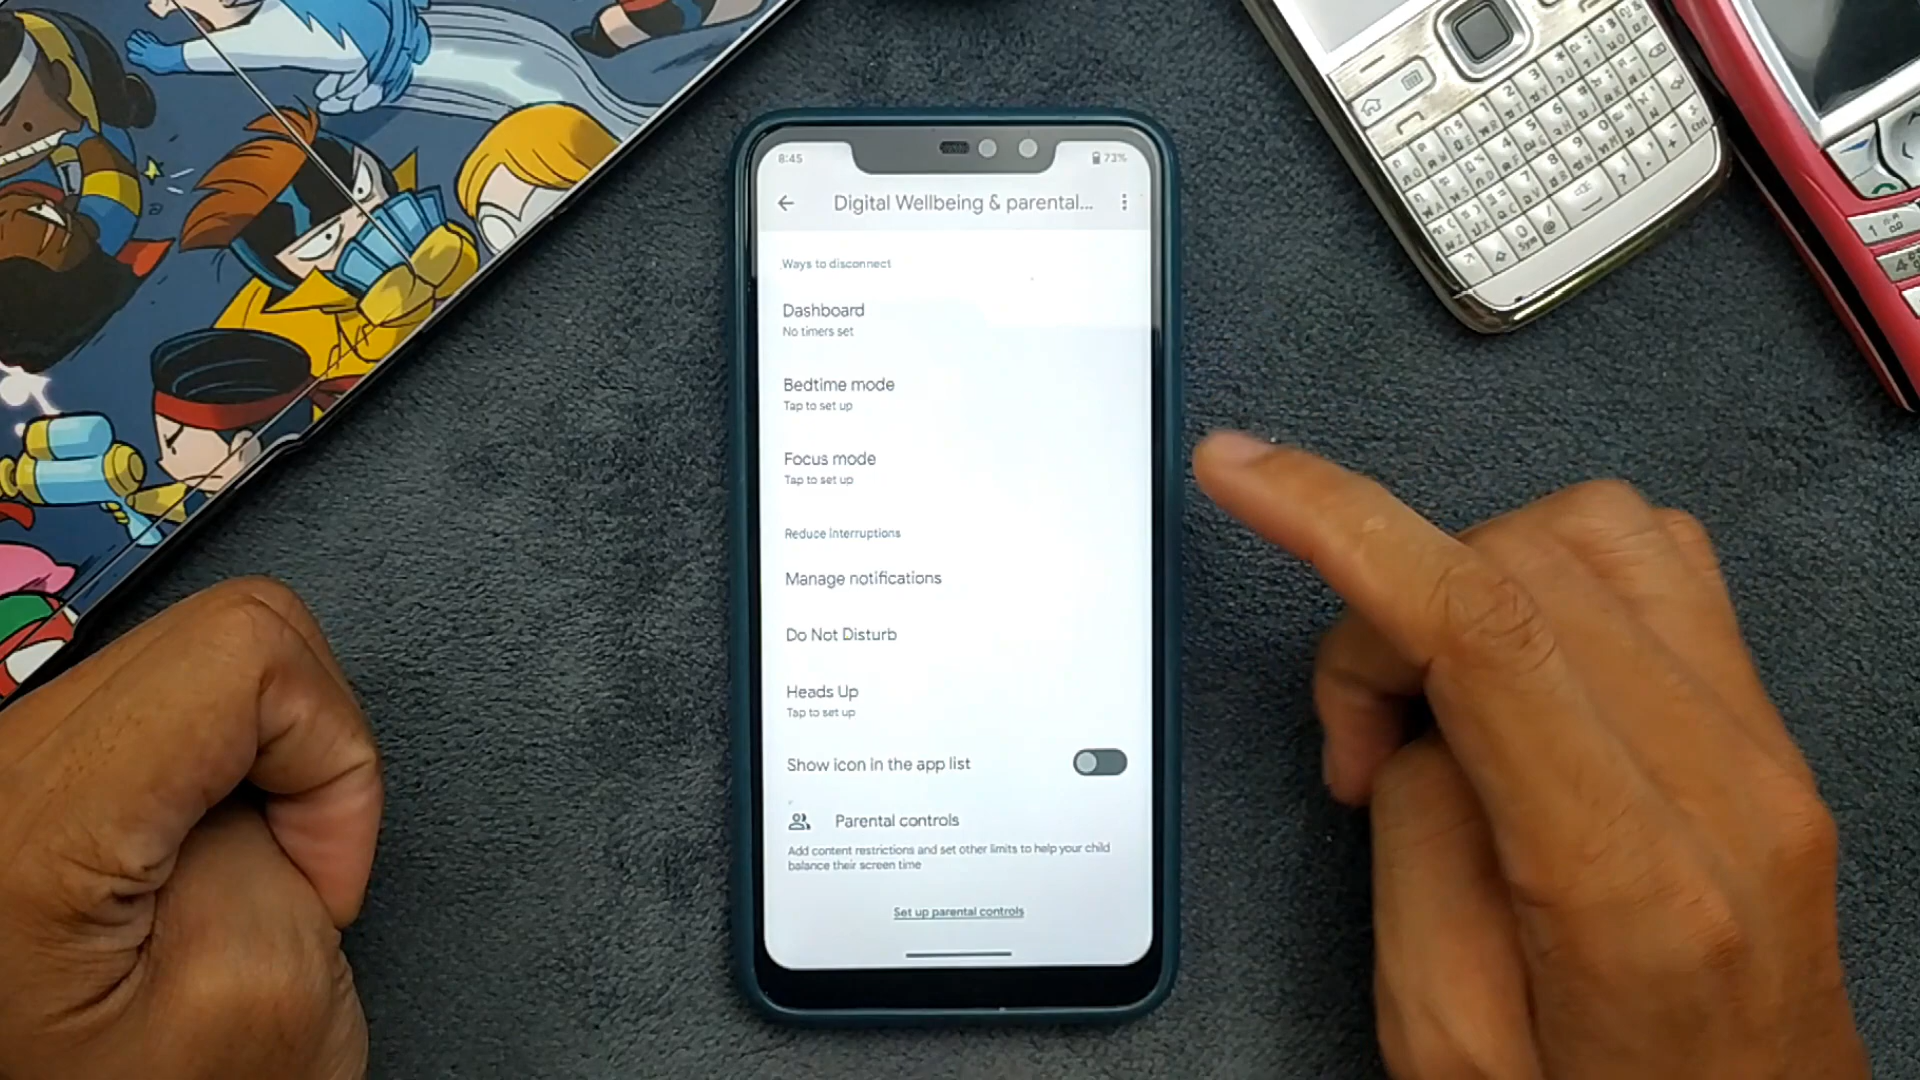 8:45
73%
Digital Wellbeing & parental...
Ways to disconnect
Dashboard
No timers set
Bedtime mode
Tap to set up
Focus mode
Tap to set up
Reduce interruptions
Manage notifications
Do Not Disturb
Heads Up
Tap to set up
Show icon in the app list
Parental controls
Add content restrictions and set other limits to help your child
balance their screen time
Set up parental controls